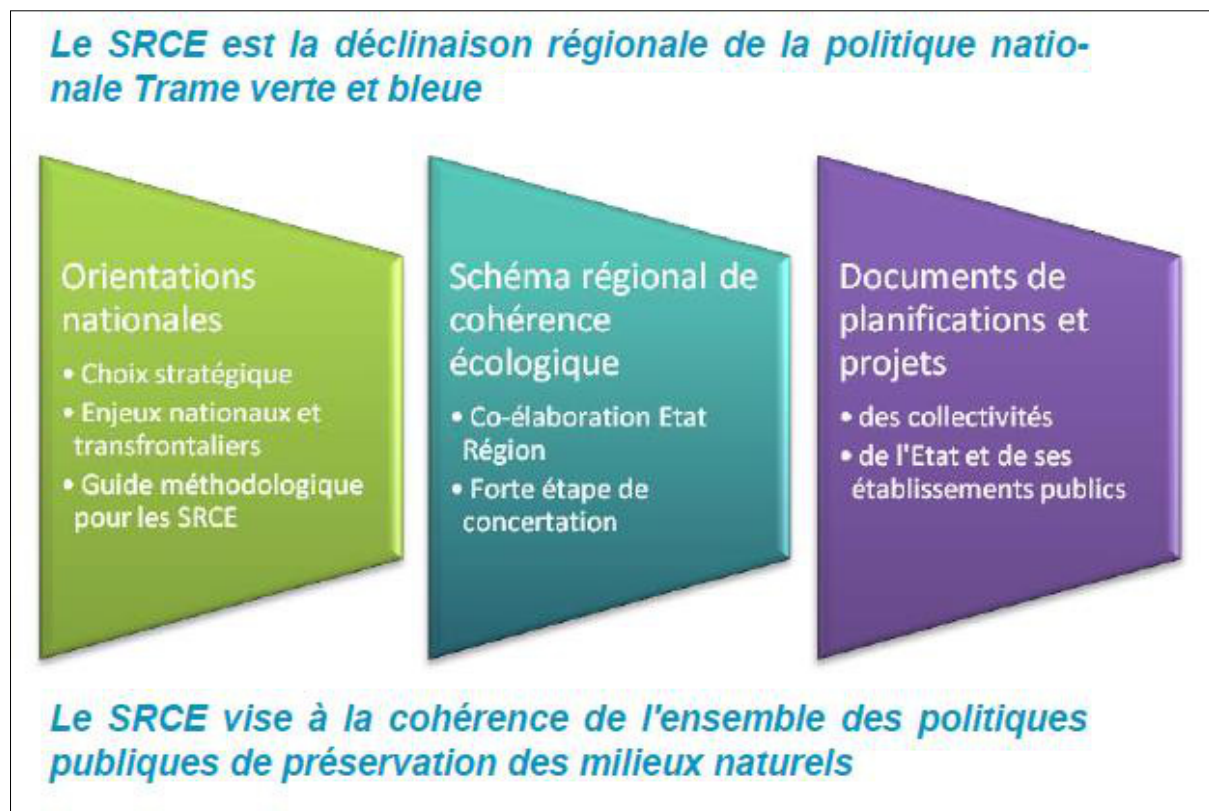 Le SRCE est la déclinaison régionale de la politique natio-
nale Trame verte et bleue
Orientations
nationales
• Choix stratégique
• Enjeux nationaux et
transfrontaliers
• Guide méthodologique
pour les SRCE
Schéma régional de
cohérence
écologique
• Co-élaboration Etat
Région
• Forte étape de
concertation
Documents de
planifications et
projets
• des collectivités
• de l'Etat et de ses
établissements publics
Le SRCE vise à la cohérence de l'ensemble des politiques
publiques de préservation des milieux naturels